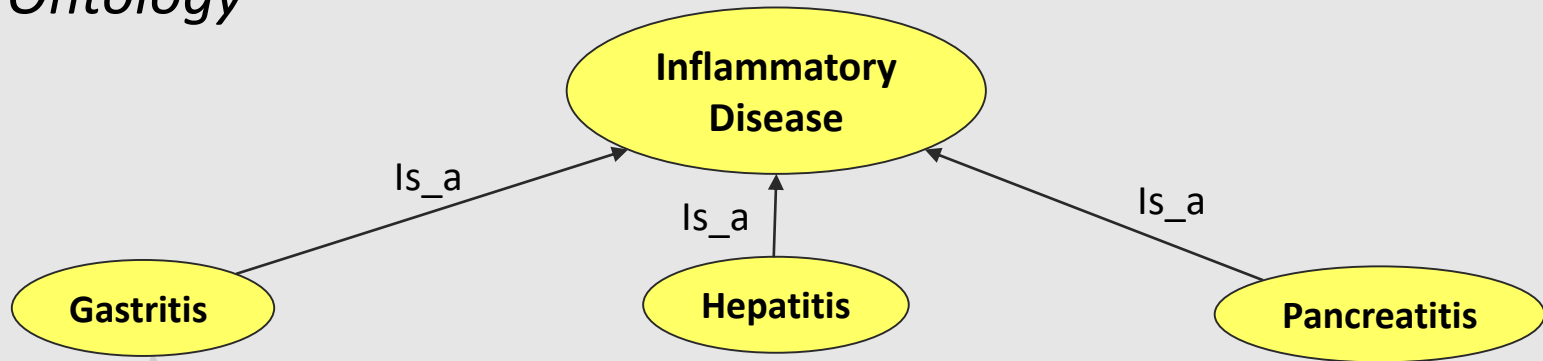 Ontology
Inflammatory
Disease
Is_a
Is_a
Is_a
Gastritis
Hepatitis
Pancreatitis